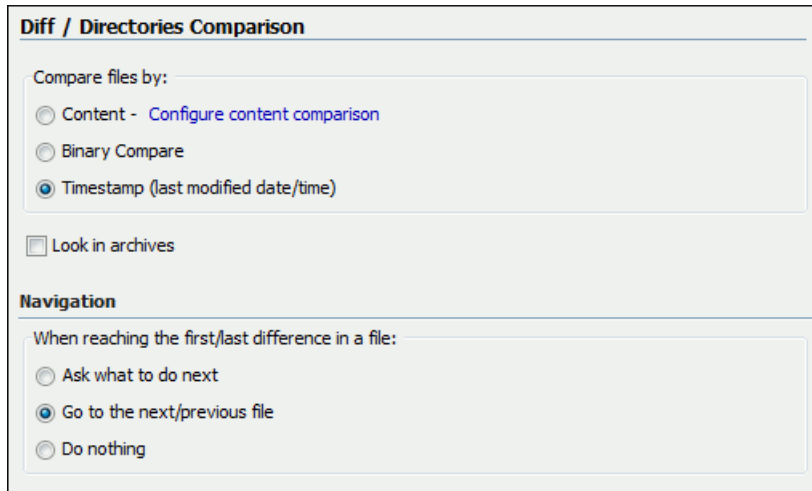 Diff / Directories Comparison
Compare files by:
Content - Configure content comparison
Binary Compare
Timestamp (last modified date/time)
Look in archives
Navigation
When reaching the first/last difference in a file:
Ask what to do next
Go to the next/previous file
Do nothing